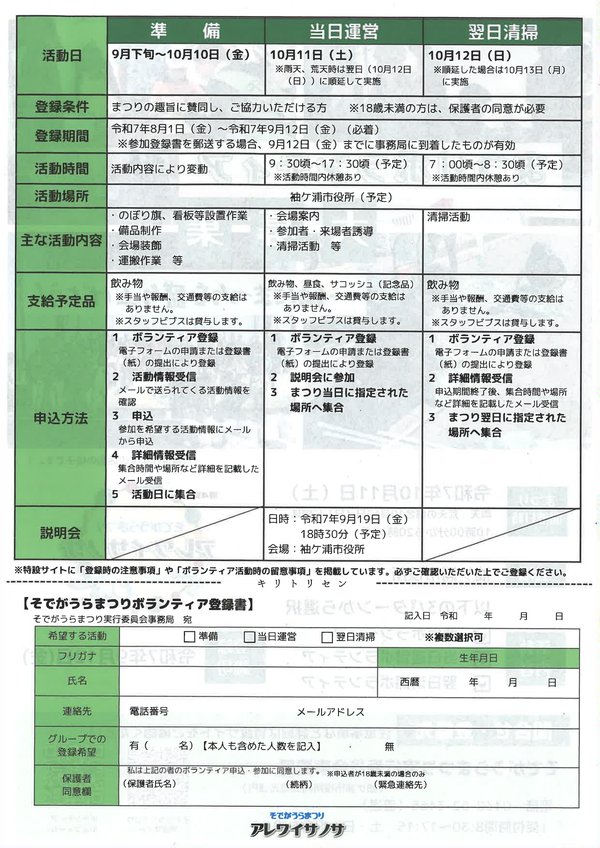 準　備　当日運営　翌日清掃
活動日
9月下旬～10月10日（金）
10月11日（土）
※雨天、荒天時は翌日（10月12日
（日））に順延して実施
10月12日（日）
※順延した場合は10月13日（月）
に実施
登録条件
まつりの趣旨に賛同し、ご協力いただける方　※18歳未満の方は、保護者の同意が必要
登録期間
令和7年8月1日（金）～令和7年9月12日（金）（必着）
※参加登録書を郵送する場合、9月12日（金）までに事務局に到着したものが有効
活動時間
活動内容により変動
9：30頃～17：30頃（予定）
※活動時間内休憩あり
7：00頃～8：30頃（予定）
※活動時間内休憩あり
活動場所
袖ケ浦市役所（予定）
主な活動内容
・のぼり旗、看板等設置作業
・備品制作
・会場装飾
・運搬作業　等
・会場案内
・参加者・来場者誘導
・清掃活動　等
清掃活動
支給予定品
飲み物
※手当や報酬、交通費等の支給は
ありません。
※スタッフビブスは貸与します。
飲み物、昼食、サコッシュ（記念品）
※手当や報酬、交通費等の支給は
ありません。
※スタッフビブスは貸与します。
飲み物
※手当や報酬、交通費等の支給は
ありません。
※スタッフビブスは貸与します。
申込方法
1　ボランティア登録
電子フォームの申請または登録書
（紙）の提出により登録
2　活動情報受信
メールで送られてくる活動情報を
確認
3　申込
参加を希望する活動情報にメール
から申込
4　詳細情報受信
集合時間や場所など詳細を記載した
メール受信
5　活動日に集合
1　ボランティア登録
電子フォームの申請または登録書
（紙）の提出により登録
2　説明会に参加
3　まつり当日に指定された
場所へ集合
1　ボランティア登録
電子フォームの申請または登録書
（紙）の提出により登録
2　詳細情報受信
申込期間終了後、集合時間や場所
など詳細を記載したメール受信
3　まつり翌日に指定された
場所へ集合
説明会
日時：令和7年9月19日（金）
18時30分（予定）
会場：袖ケ浦市役所
※特設サイトに「登録時の注意事項」や「ボランティア活動時の留意事項」を掲載しています。必ずご確認いただいた上でご登録ください。
キリトリセン
【そでがうらまつりボランティア登録書】
そでがうらまつり実行委員会事務局　宛
記入日　令和　　年　　月　　日
希望する活動　□準備　□当日運営　□翌日清掃　※複数選択可
フリガナ　生年月日
氏名　西暦　　年　　月　　日
連絡先　電話番号　メールアドレス
グループでの
登録希望
有（　　　名）【本人も含めた人数を記入】　・　無
保護者
同意欄
私は上記の者のボランティア申込・参加に同意します。　※申込者が18歳未満の場合のみ
（保護者氏名）　（続柄）　（緊急連絡先）
そでがうらまつり
アレワイサノサ